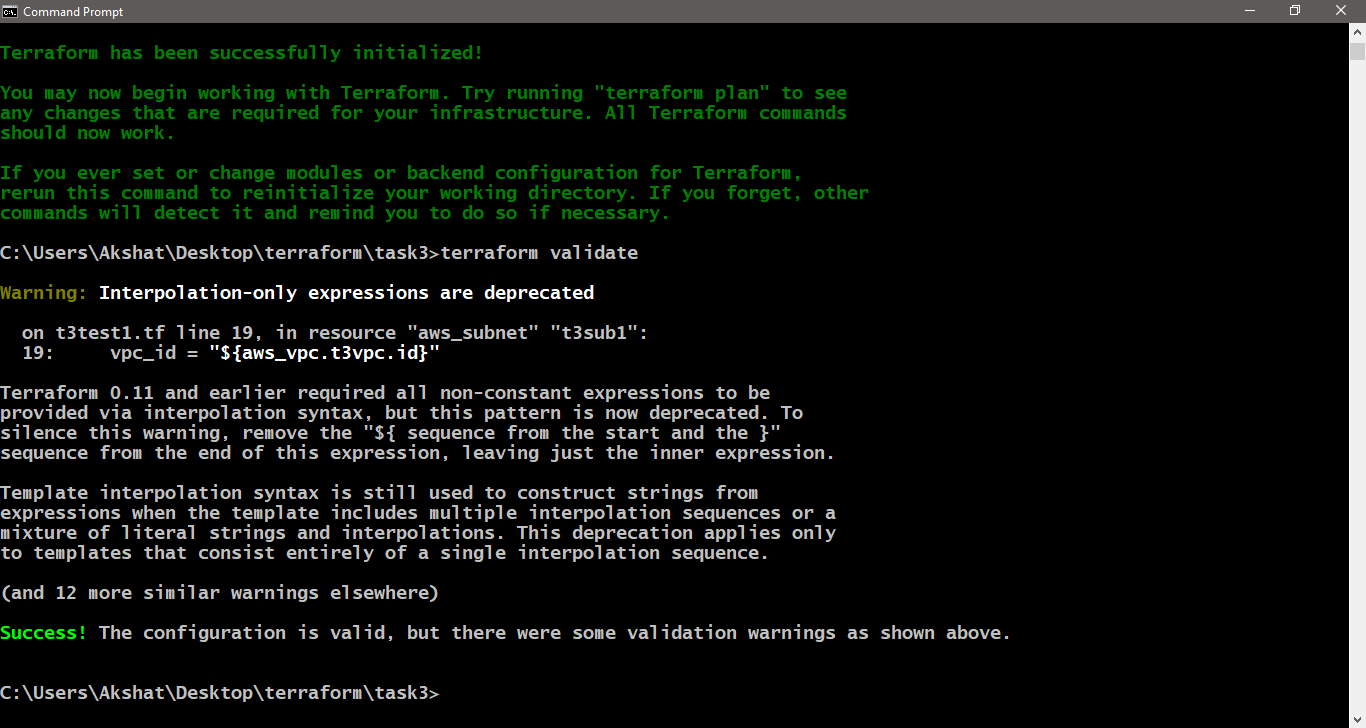 Command Prompt
Terraform has been successfully initialized!
You may now begin working with Terraform. Try running "terraform plan" to see
any changes that are required for your infrastructure. All Terraform commands
should now work.
If you ever set or change modules or backend configuration for Terraform,
rerun this command to reinitialize your working directory. If you forget, other
commands will detect it and remind you to do so if necessary.
C:\Users\Akshat\Desktop\terraform\task3>terraform validate
Warning: Interpolation-only expressions are deprecated
on t3test1.tf line 19, in resource "aws_subnet" "t3sub1":
19:     vpc_id = "${aws_vpc.t3vpc.id}"
Terraform 0.11 and earlier required all non-constant expressions to be
provided via interpolation syntax, but this pattern is now deprecated. To
silence this warning, remove the "${ sequence from the start and the }"
sequence from the end of this expression, leaving just the inner expression.
Template interpolation syntax is still used to construct strings from
expressions when the template includes multiple interpolation sequences or a
mixture of literal strings and interpolations. This deprecation applies only
to templates that consist entirely of a single interpolation sequence.
(and 12 more similar warnings elsewhere)
Success! The configuration is valid, but there were some validation warnings as shown above.
C:\Users\Akshat\Desktop\terraform\task3>